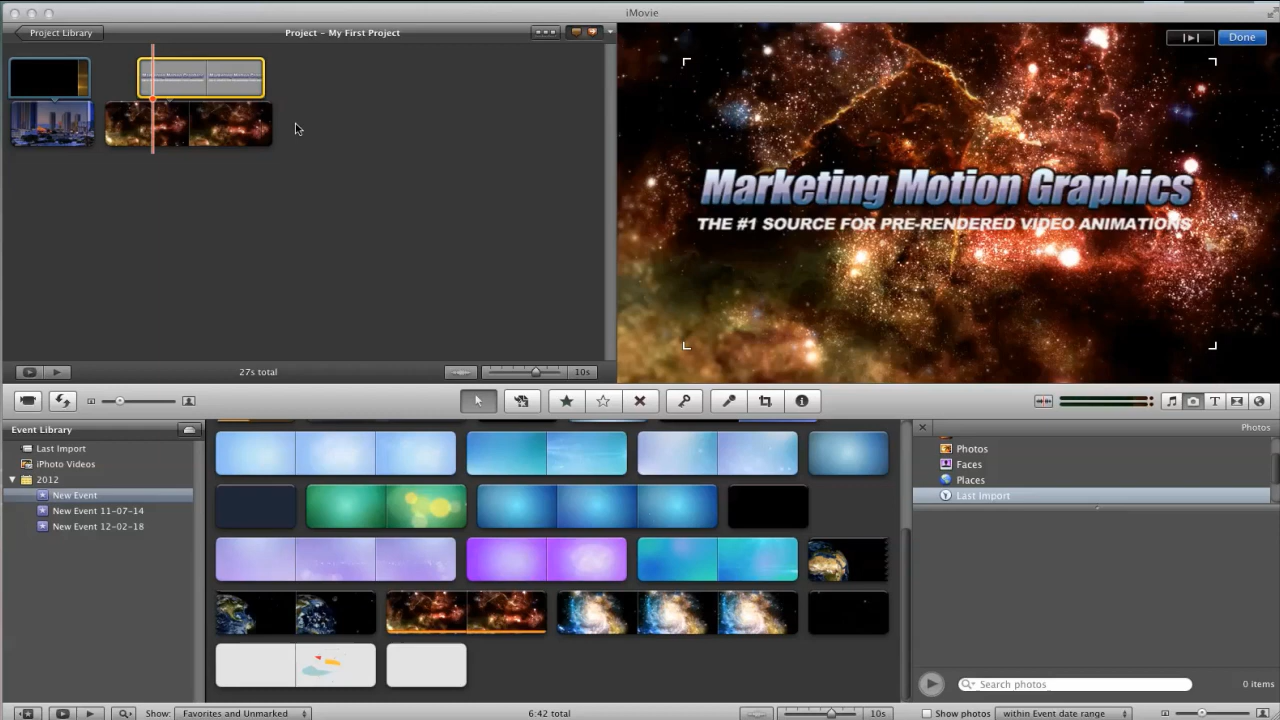 iMovie
Project Library
Project - My First Project
Done
Marketing Motion Graphics
THE #1 SOURCE FOR PRE-RENDERED VIDEO ANIMATIONS
27s total
10s
Event Library
Last Import
iPhoto Videos
2012
New Event
New Event 11-07-14
New Event 12-02-18
Photos
Photos
Faces
Places
Last Import
Search photos
0 items
Show:
Favorites and Unmarked
6:42 total
10s
Show photos
within Event date range